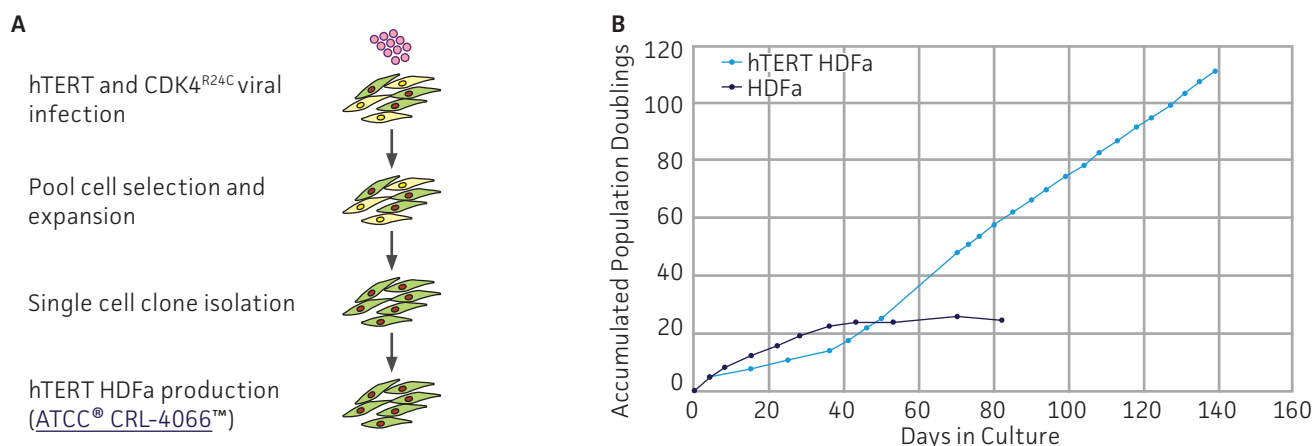 A
hTERT and CDK4R24C viral
infection
Pool cell selection and
expansion
Single cell clone isolation
hTERT HDFa production
(ATCC® CRL-4066™)
B
Accumulated Population Doublings
120
100
80
60
40
20
0
hTERT HDFa
HDFa
0 20 40 60 80 100 120 140 160
Days in Culture